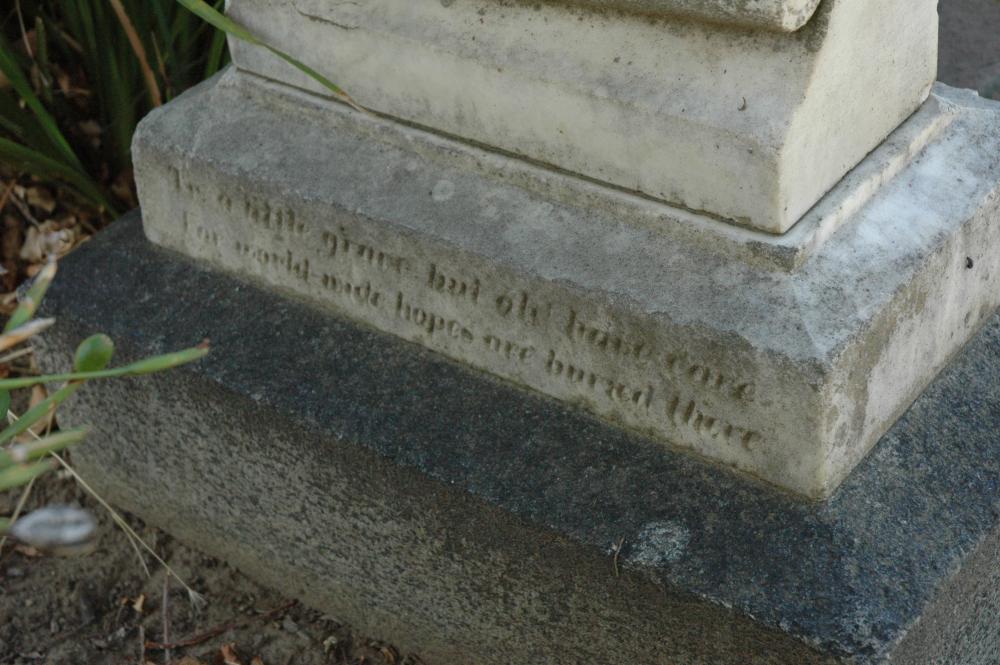 'Tis a little grave but oh! have care
For world-wide hopes are buried there